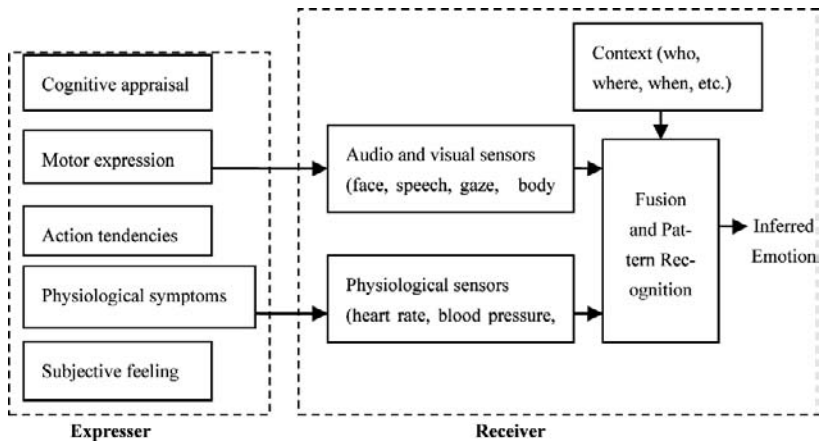 Cognitive appraisal
Motor expression
Action tendencies
Physiological symptoms
Subjective feeling
Expresser
Audio and visual sensors
(face, speech, gaze, body
Physiological sensors
(heart rate, blood pressure,
Context (who,
where, when, etc.)
Fusion
and Pat-
tern Rec-
ognition
Inferred
Emotion
Receiver